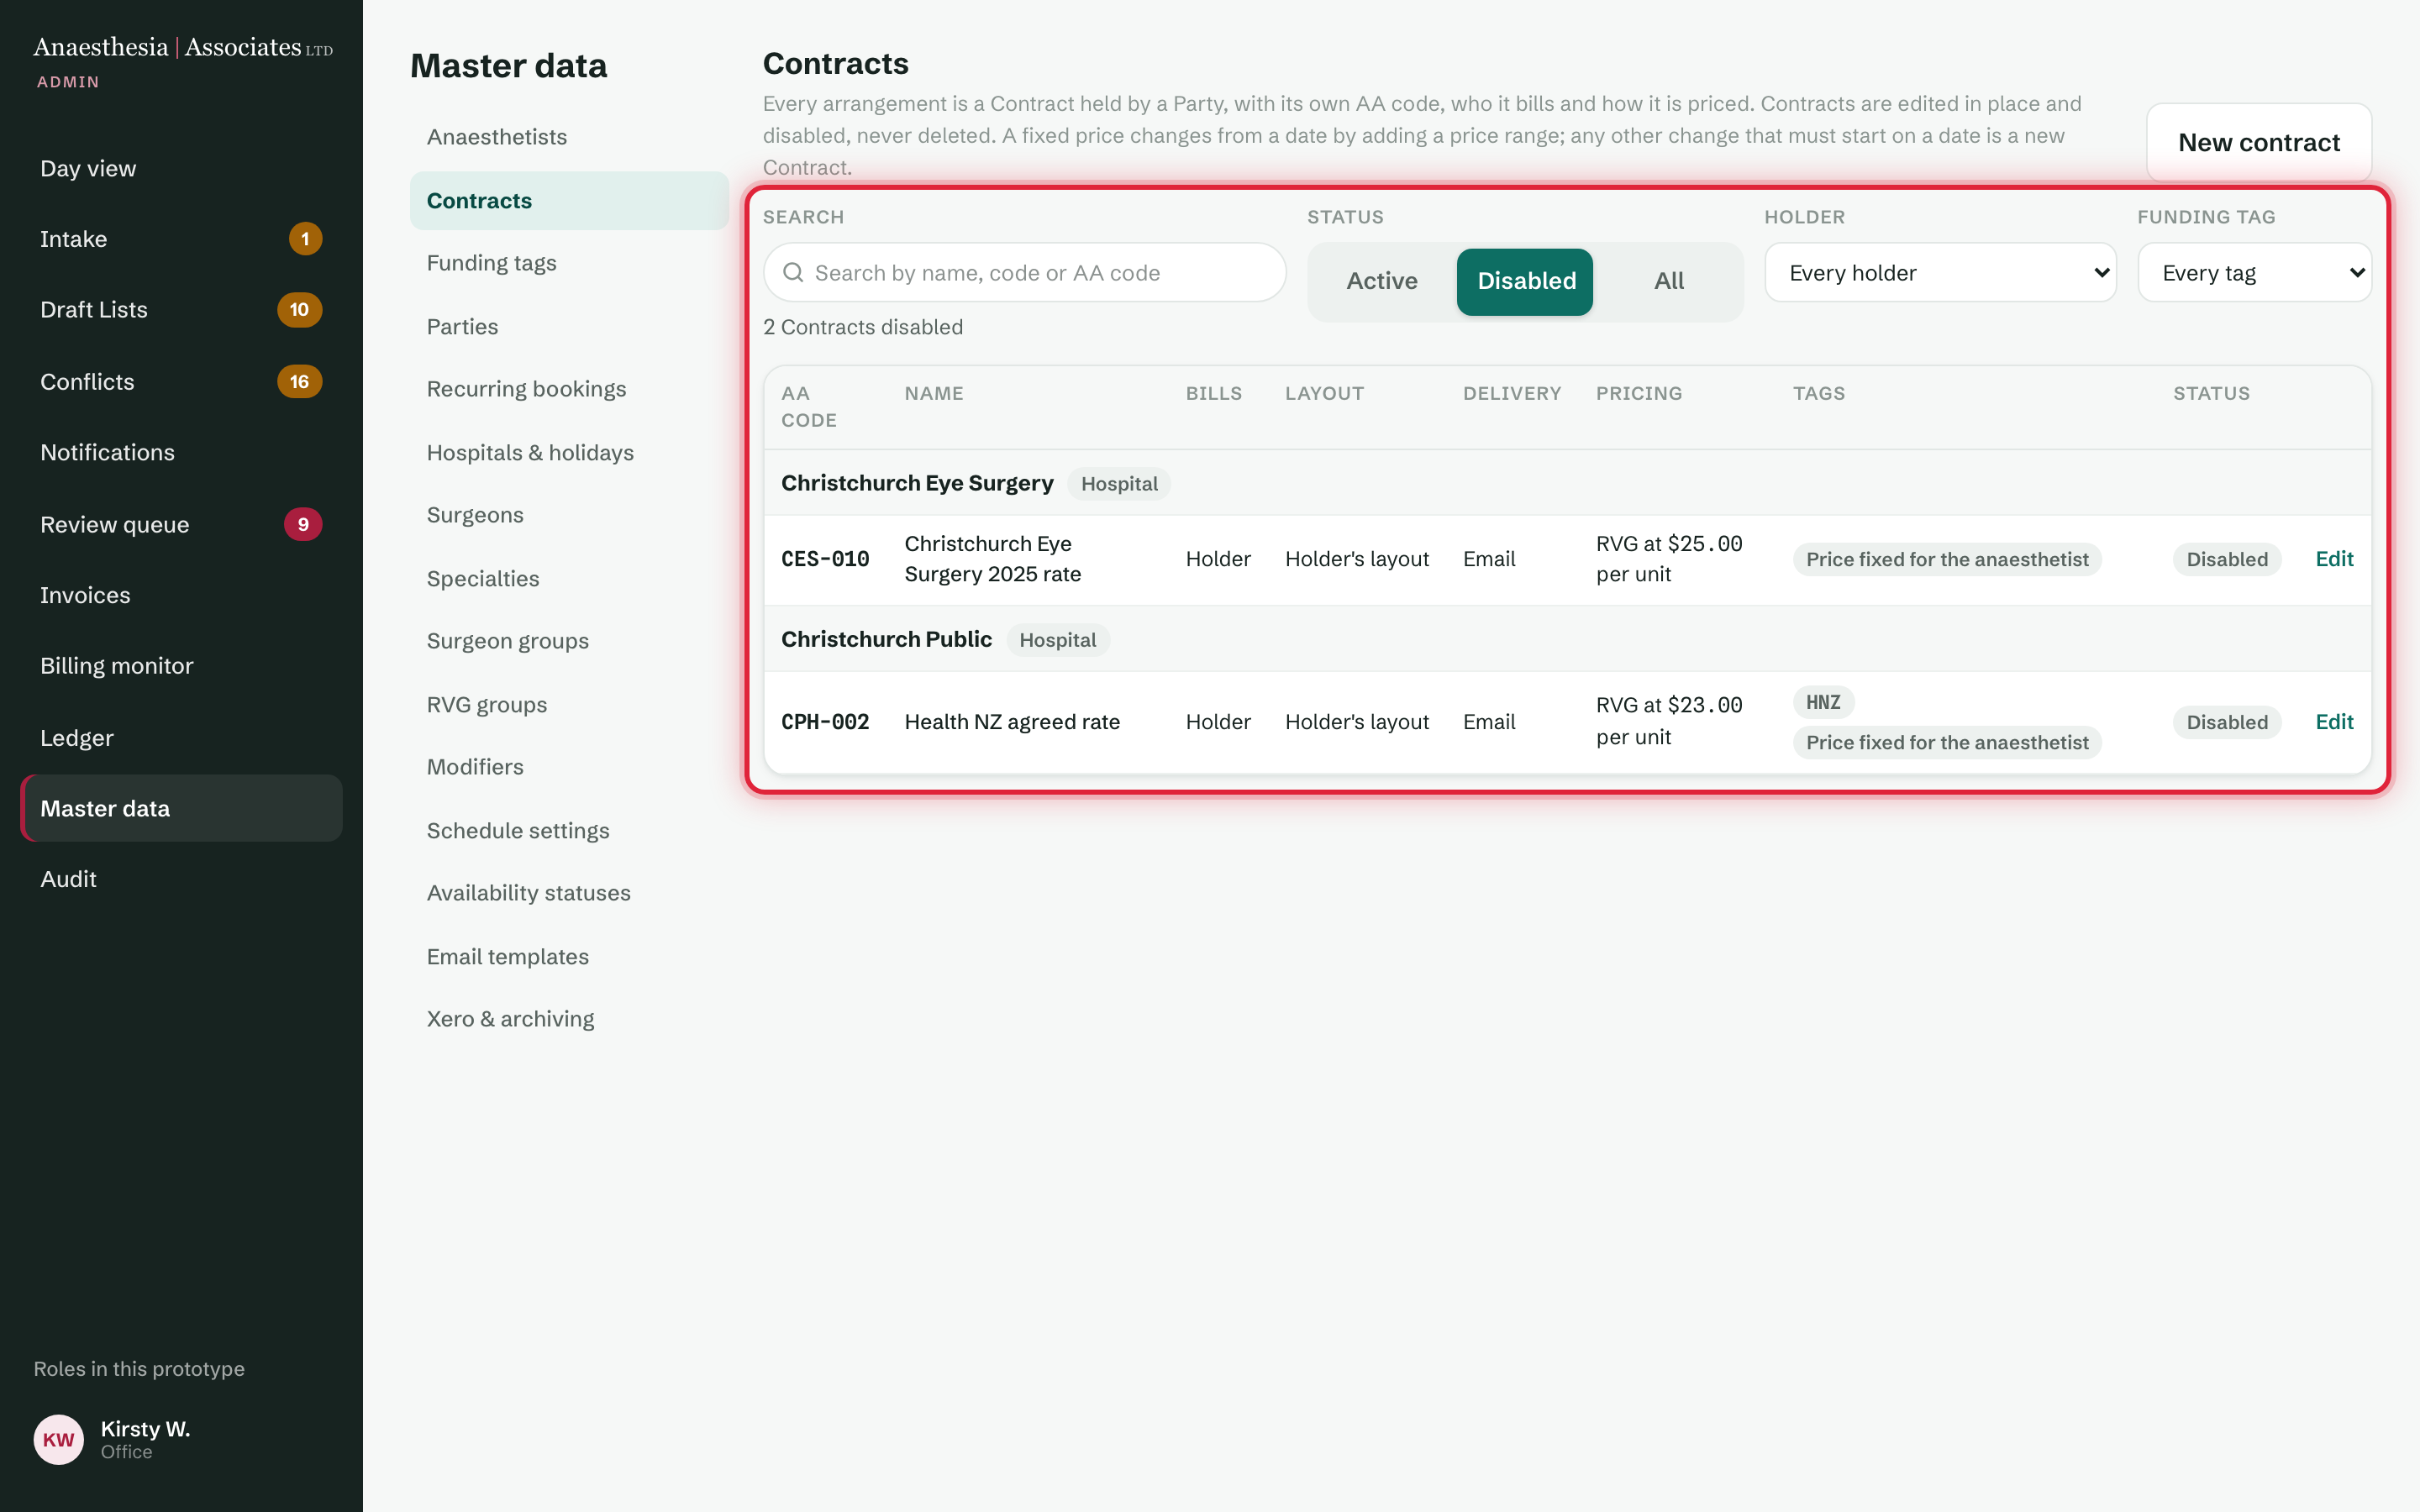 Anaesthesia | Associates LTD
ADMIN
Day view
Intake 1
Draft Lists 10
Conflicts 16
Notifications
Review queue 9
Invoices
Billing monitor
Ledger
Master data
Audit
Roles in this prototype
KW
Kirsty W.
Office
Master data
Anaesthetists
Contracts
Funding tags
Parties
Recurring bookings
Hospitals & holidays
Surgeons
Specialties
Surgeon groups
RVG groups
Modifiers
Schedule settings
Availability statuses
Email templates
Xero & archiving
Contracts
Every arrangement is a Contract held by a Party, with its own AA code, who it bills and how it is priced. Contracts are edited in place and
disabled, never deleted. A fixed price changes from a date by adding a price range; any other change that must start on a date is a new
Contract.
New contract
SEARCH STATUS HOLDER FUNDING TAG
Search by name, code or AA code Active Disabled All Every holder Every tag
2 Contracts disabled
AA CODE NAME BILLS LAYOUT DELIVERY PRICING TAGS STATUS
Christchurch Eye Surgery Hospital
CES-010 Christchurch Eye Surgery 2025 rate Holder Holder's layout Email RVG at $25.00 per unit Price fixed for the anaesthetist Disabled Edit
Christchurch Public Hospital
CPH-002 Health NZ agreed rate Holder Holder's layout Email RVG at $23.00 per unit HNZ Price fixed for the anaesthetist Disabled Edit